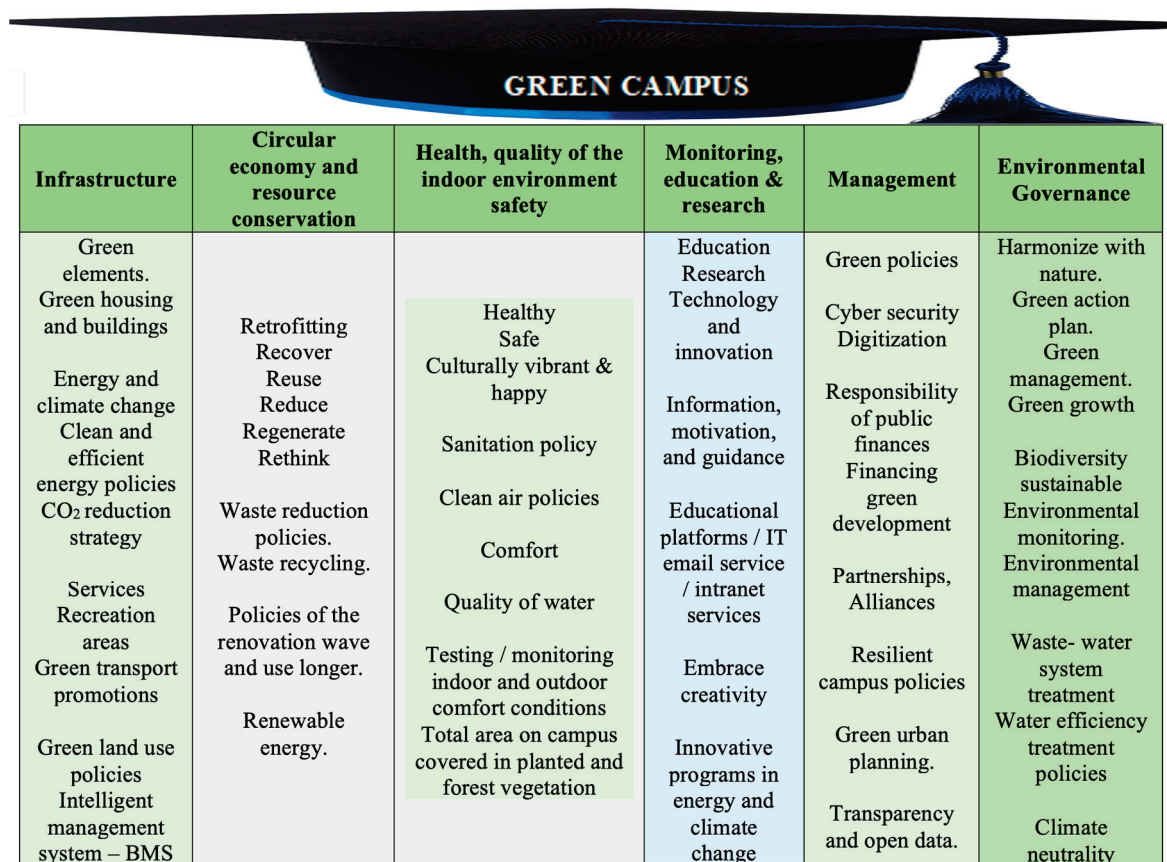 GREEN CAMPUS
Infrastructure
Circular
economy and
resource
conservation
Health, quality of the
indoor environment
safety
Monitoring,
education &
research
Management
Environmental
Governance
Green
elements.
Green housing
and buildings
Energy and
climate change
Clean and
efficient
energy policies
CO₂ reduction
strategy
Services
Recreation
areas
Green transport
promotions
Green land use
policies
Intelligent
management
system – BMS
Retrofitting
Recover
Reuse
Reduce
Regenerate
Rethink
Waste reduction
policies.
Waste recycling.
Policies of the
renovation wave
and use longer.
Renewable
energy.
Healthy
Safe
Culturally vibrant &
happy
Sanitation policy
Clean air policies
Comfort
Quality of water
Testing / monitoring
indoor and outdoor
comfort conditions
Total area on campus
covered in planted and
forest vegetation
Education
Research
Technology
and
innovation
Information,
motivation,
and guidance
Educational
platforms / IT
email service
/ intranet
services
Embrace
creativity
Innovative
programs in
energy and
climate
change
Green policies
Cyber security
Digitization
Responsibility
of public
finances
Financing
green
development
Partnerships,
Alliances
Resilient
campus policies
Green urban
planning.
Transparency
and open data.
Harmonize with
nature.
Green action
plan.
Green
management.
Green growth
Biodiversity
sustainable
Environmental
monitoring.
Environmental
management
Waste- water
system
treatment
Water efficiency
treatment
policies
Climate
neutrality